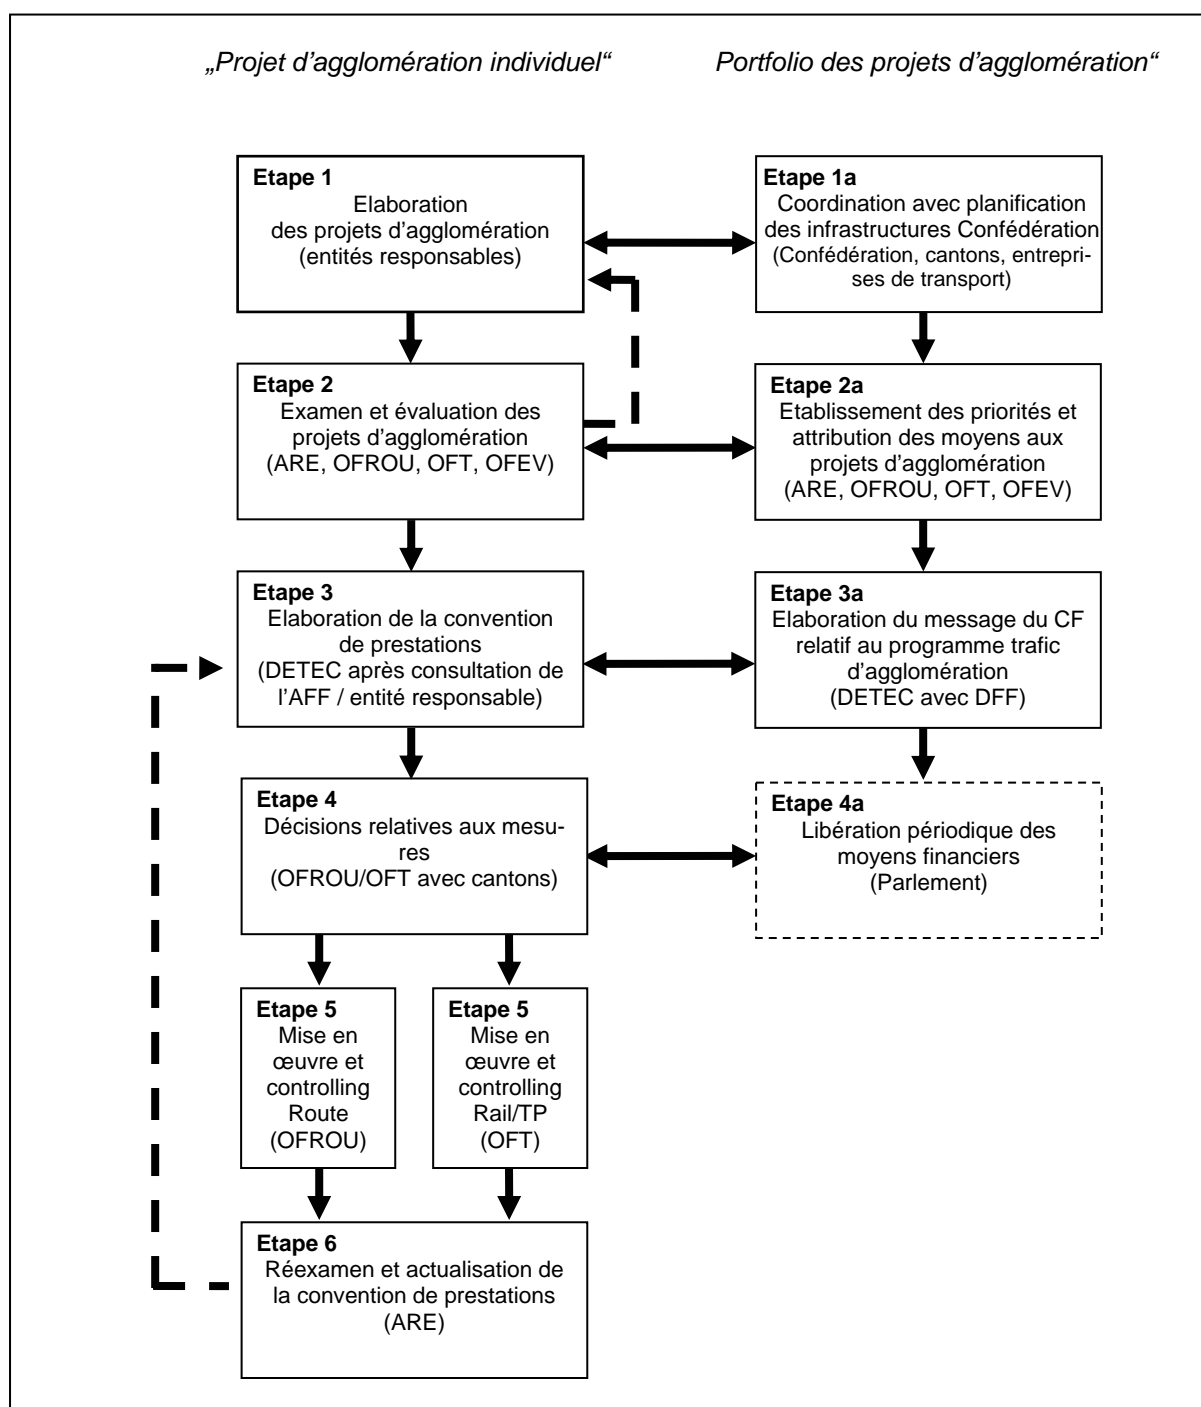 „Projet d’agglomération individuel“
Portfolio des projets d’agglomération“
Etape 1
Elaboration
des projets d’agglomération
(entités responsables)
Etape 1a
Coordination avec planification
des infrastructures Confédération
(Confédération, cantons, entrepri-
ses de transport)
Etape 2
Examen et évaluation des
projets d’agglomération
(ARE, OFROU, OFT, OFEV)
Etape 2a
Etablissement des priorités et
attribution des moyens aux
projets d’agglomération
(ARE, OFROU, OFT, OFEV)
Etape 3
Elaboration de la convention
de prestations
(DETEC après consultation de
l’AFF / entité responsable)
Etape 3a
Elaboration du message du CF
relatif au programme trafic
d’agglomération
(DETEC avec DFF)
Etape 4
Décisions relatives aux mesu-
res
(OFROU/OFT avec cantons)
Etape 4a
Libération périodique des
moyens financiers
(Parlement)
Etape 5
Mise en
œuvre et
controlling
Route
(OFROU)
Etape 5
Mise en
œuvre et
controlling
Rail/TP
(OFT)
Etape 6
Réexamen et actualisation de
la convention de prestations
(ARE)